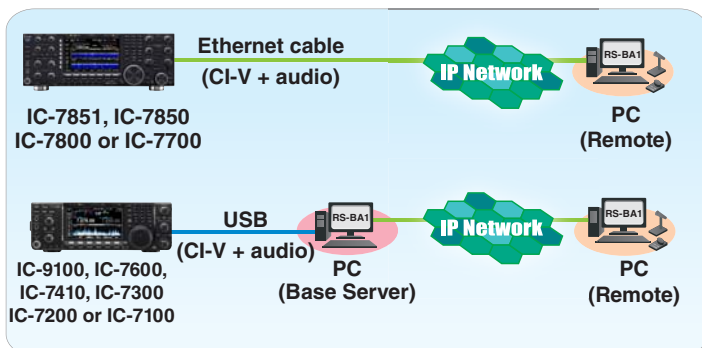 Ethernet cable
(CI-V + audio)
IP Network
RS-BA1
IC-7851, IC-7850
IC-7800 or IC-7700
PC
(Remote)
USB
(CI-V + audio)
RS-BA1
IP Network
RS-BA1
IC-9100, IC-7600,
IC-7410, IC-7300
IC-7200 or IC-7100
PC
(Base Server)
PC
(Remote)